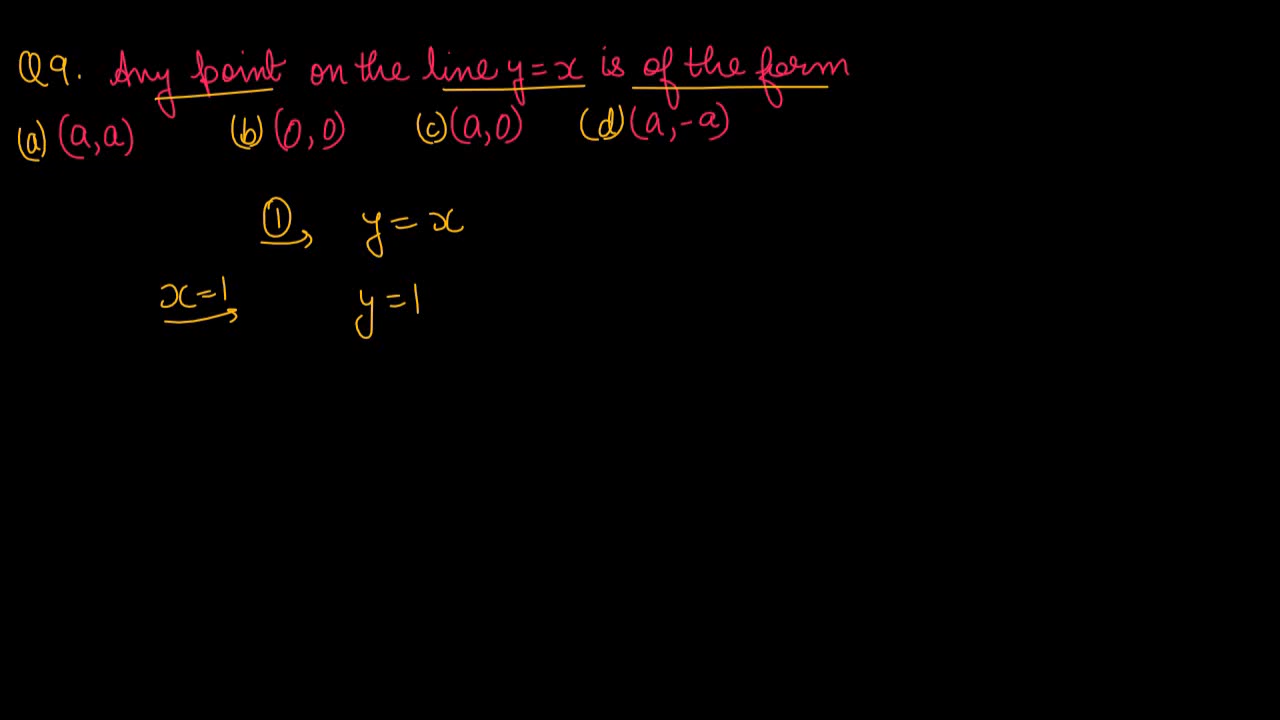 Q9. Any point on the line y=x is of the form
(a) (a,a) (b) (0,0) (c) (a,0) (d) (a,-a)
① y=x
x=1 y=1